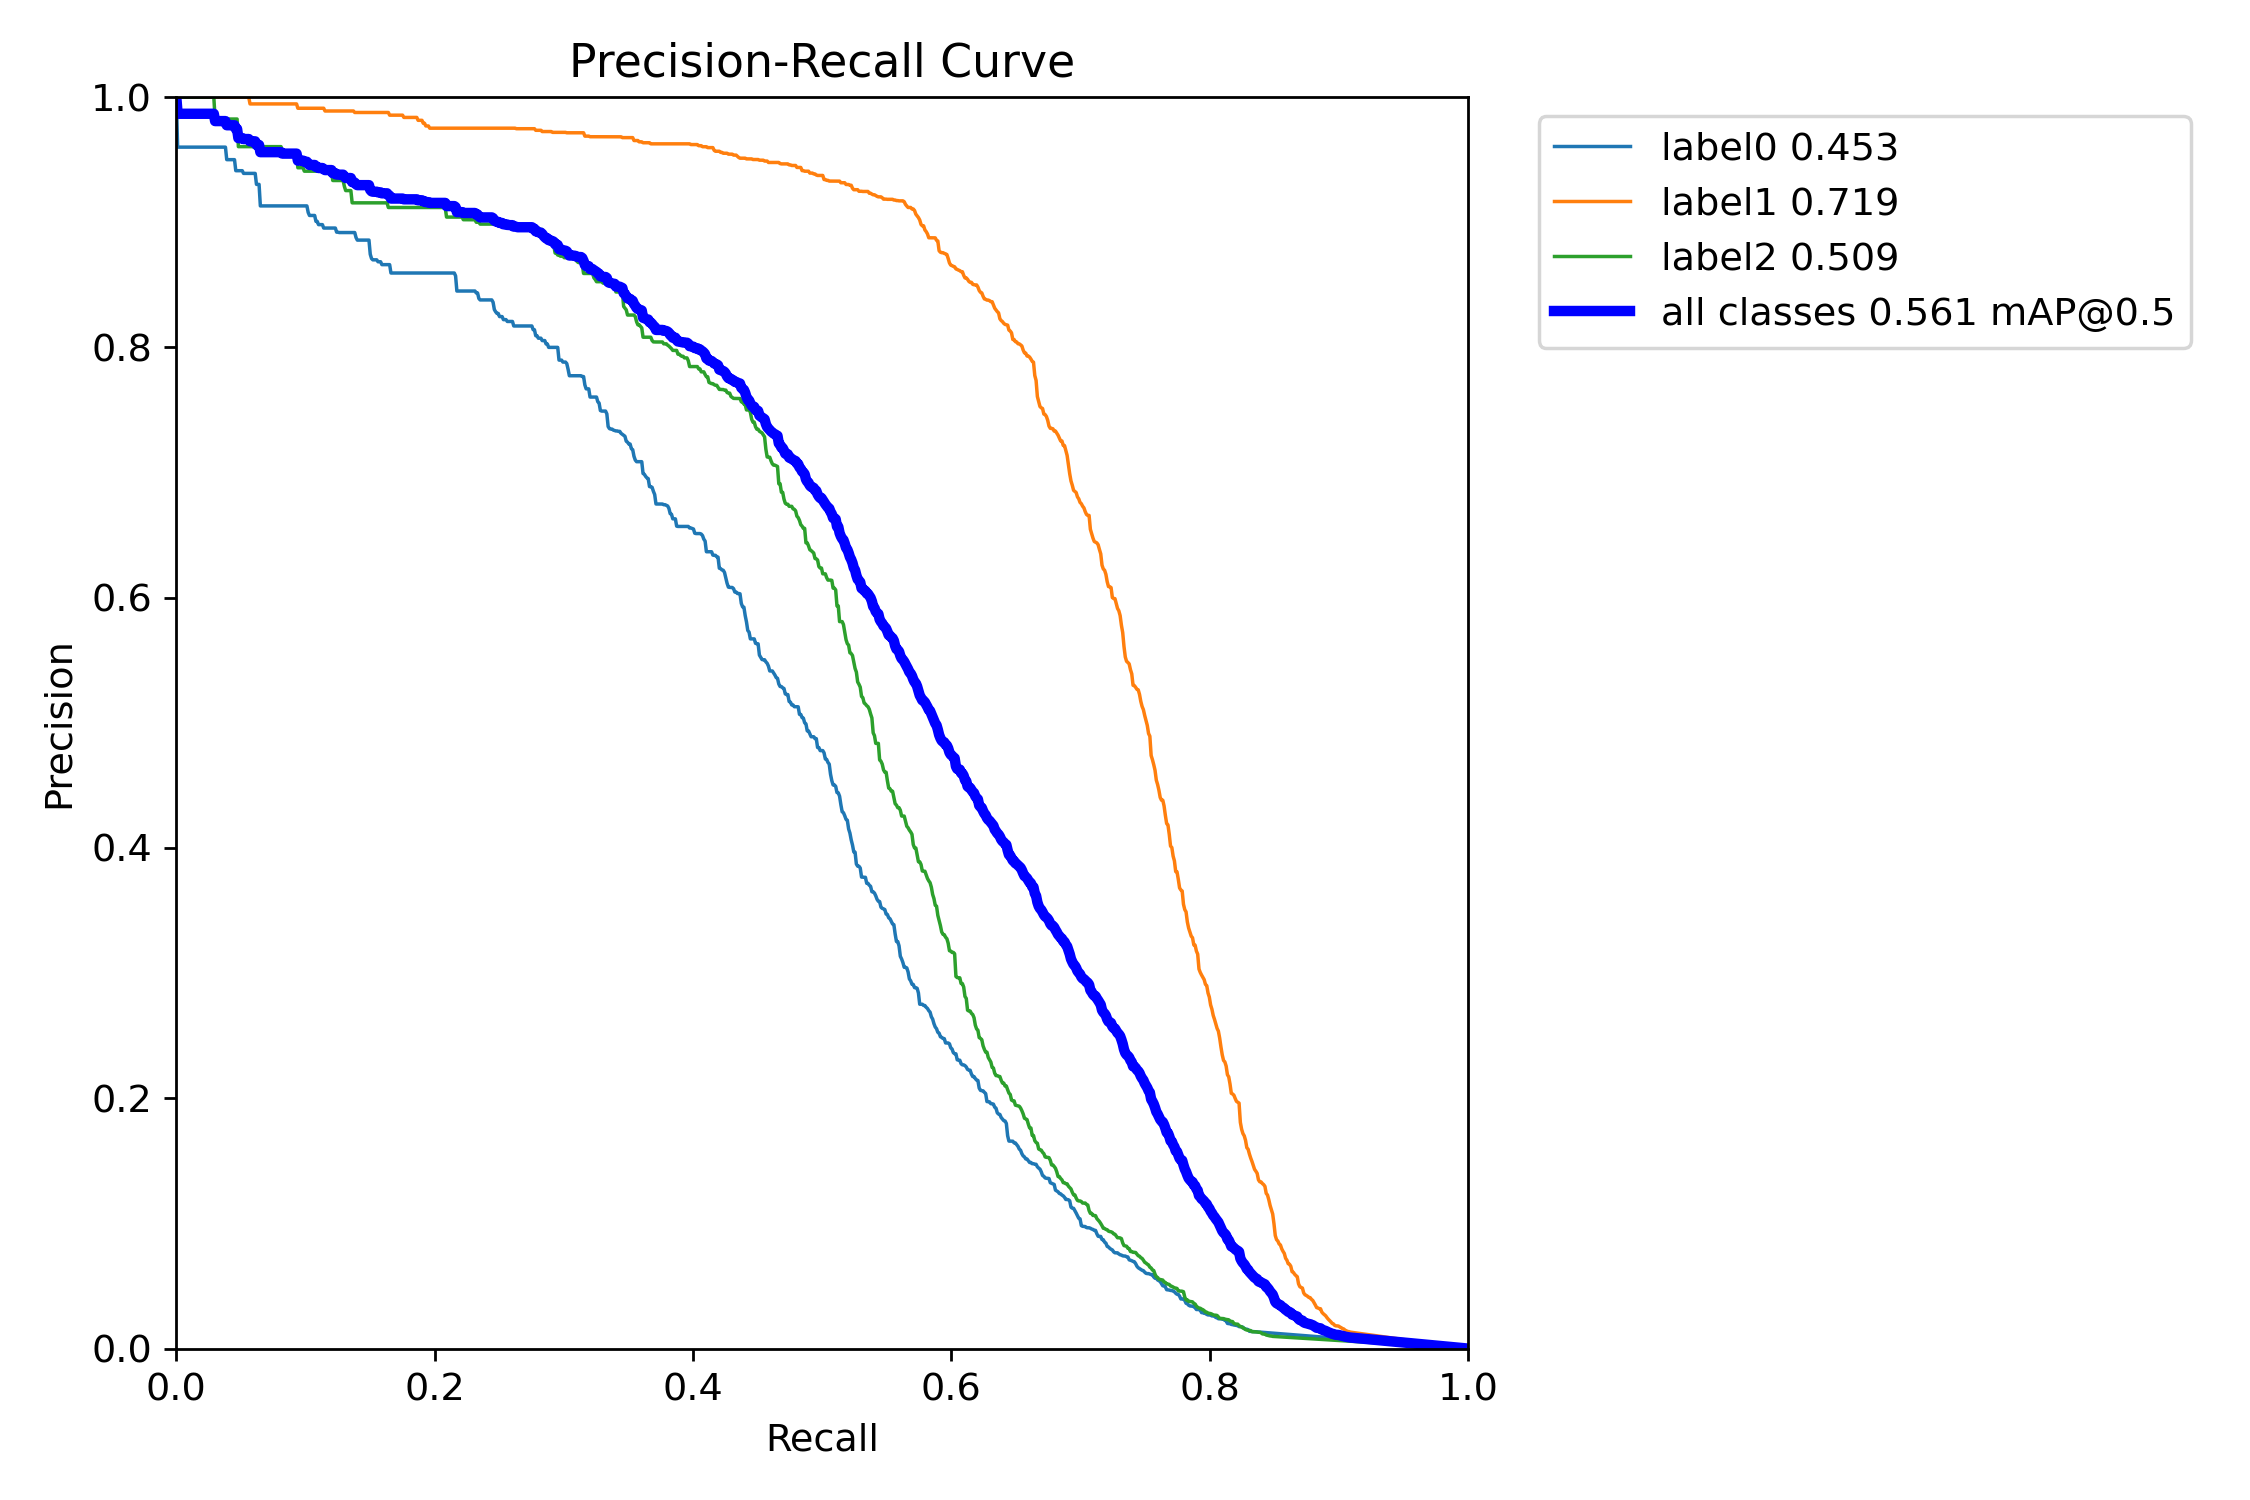 Precision-Recall Curve
1.0
0.8
0.6
0.4
0.2
0.0
Precision
0.0 0.2 0.4 0.6 0.8 1.0
Recall
label0 0.453
label1 0.719
label2 0.509
all classes 0.561 mAP@0.5